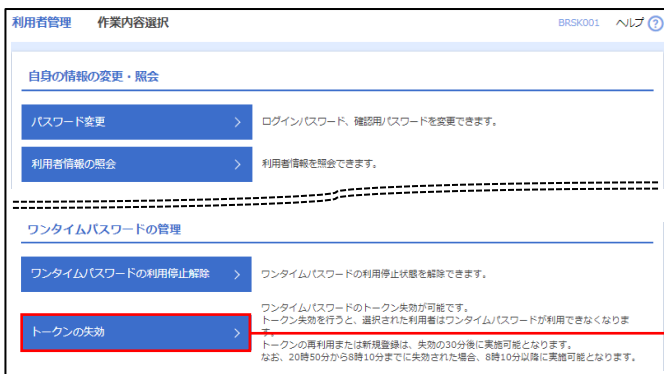 利用者管理 作業内容選択 BRSK001 ヘルプ ?
自身の情報の変更・照会
パスワード変更 > ログインパスワード、確認用パスワードを変更できます。
利用者情報の照会 > 利用者情報を照会できます。
ワンタイムパスワードの管理
ワンタイムパスワードの利用停止解除 > ワンタイムパスワードの利用停止状態を解除できます。
トークンの失効 >
ワンタイムパスワードのトークン失効が可能です。
トークン失効を行うと、選択された利用者はワンタイムパスワードが利用できなくなりま
す。
トークンの再利用または新規登録は、失効の30分後に実施可能となります。
なお、20時50分から8時10分までに失効された場合、8時10分以降に実施可能となります。